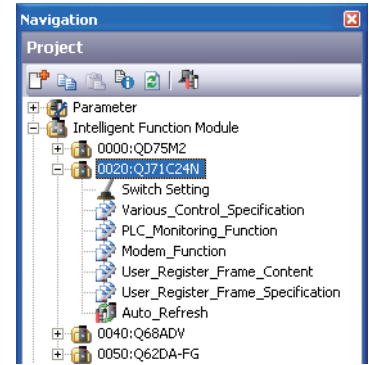 Navigation
Project
Parameter
Intelligent Function Module
0000:QD75M2
0020:QJ71C24N
Switch Setting
Various_Control_Specification
PLC_Monitoring_Function
Modem_Function
User_Register_Frame_Content
User_Register_Frame_Specification
Auto_Refresh
0040:Q68ADV
0050:Q62DA-FG